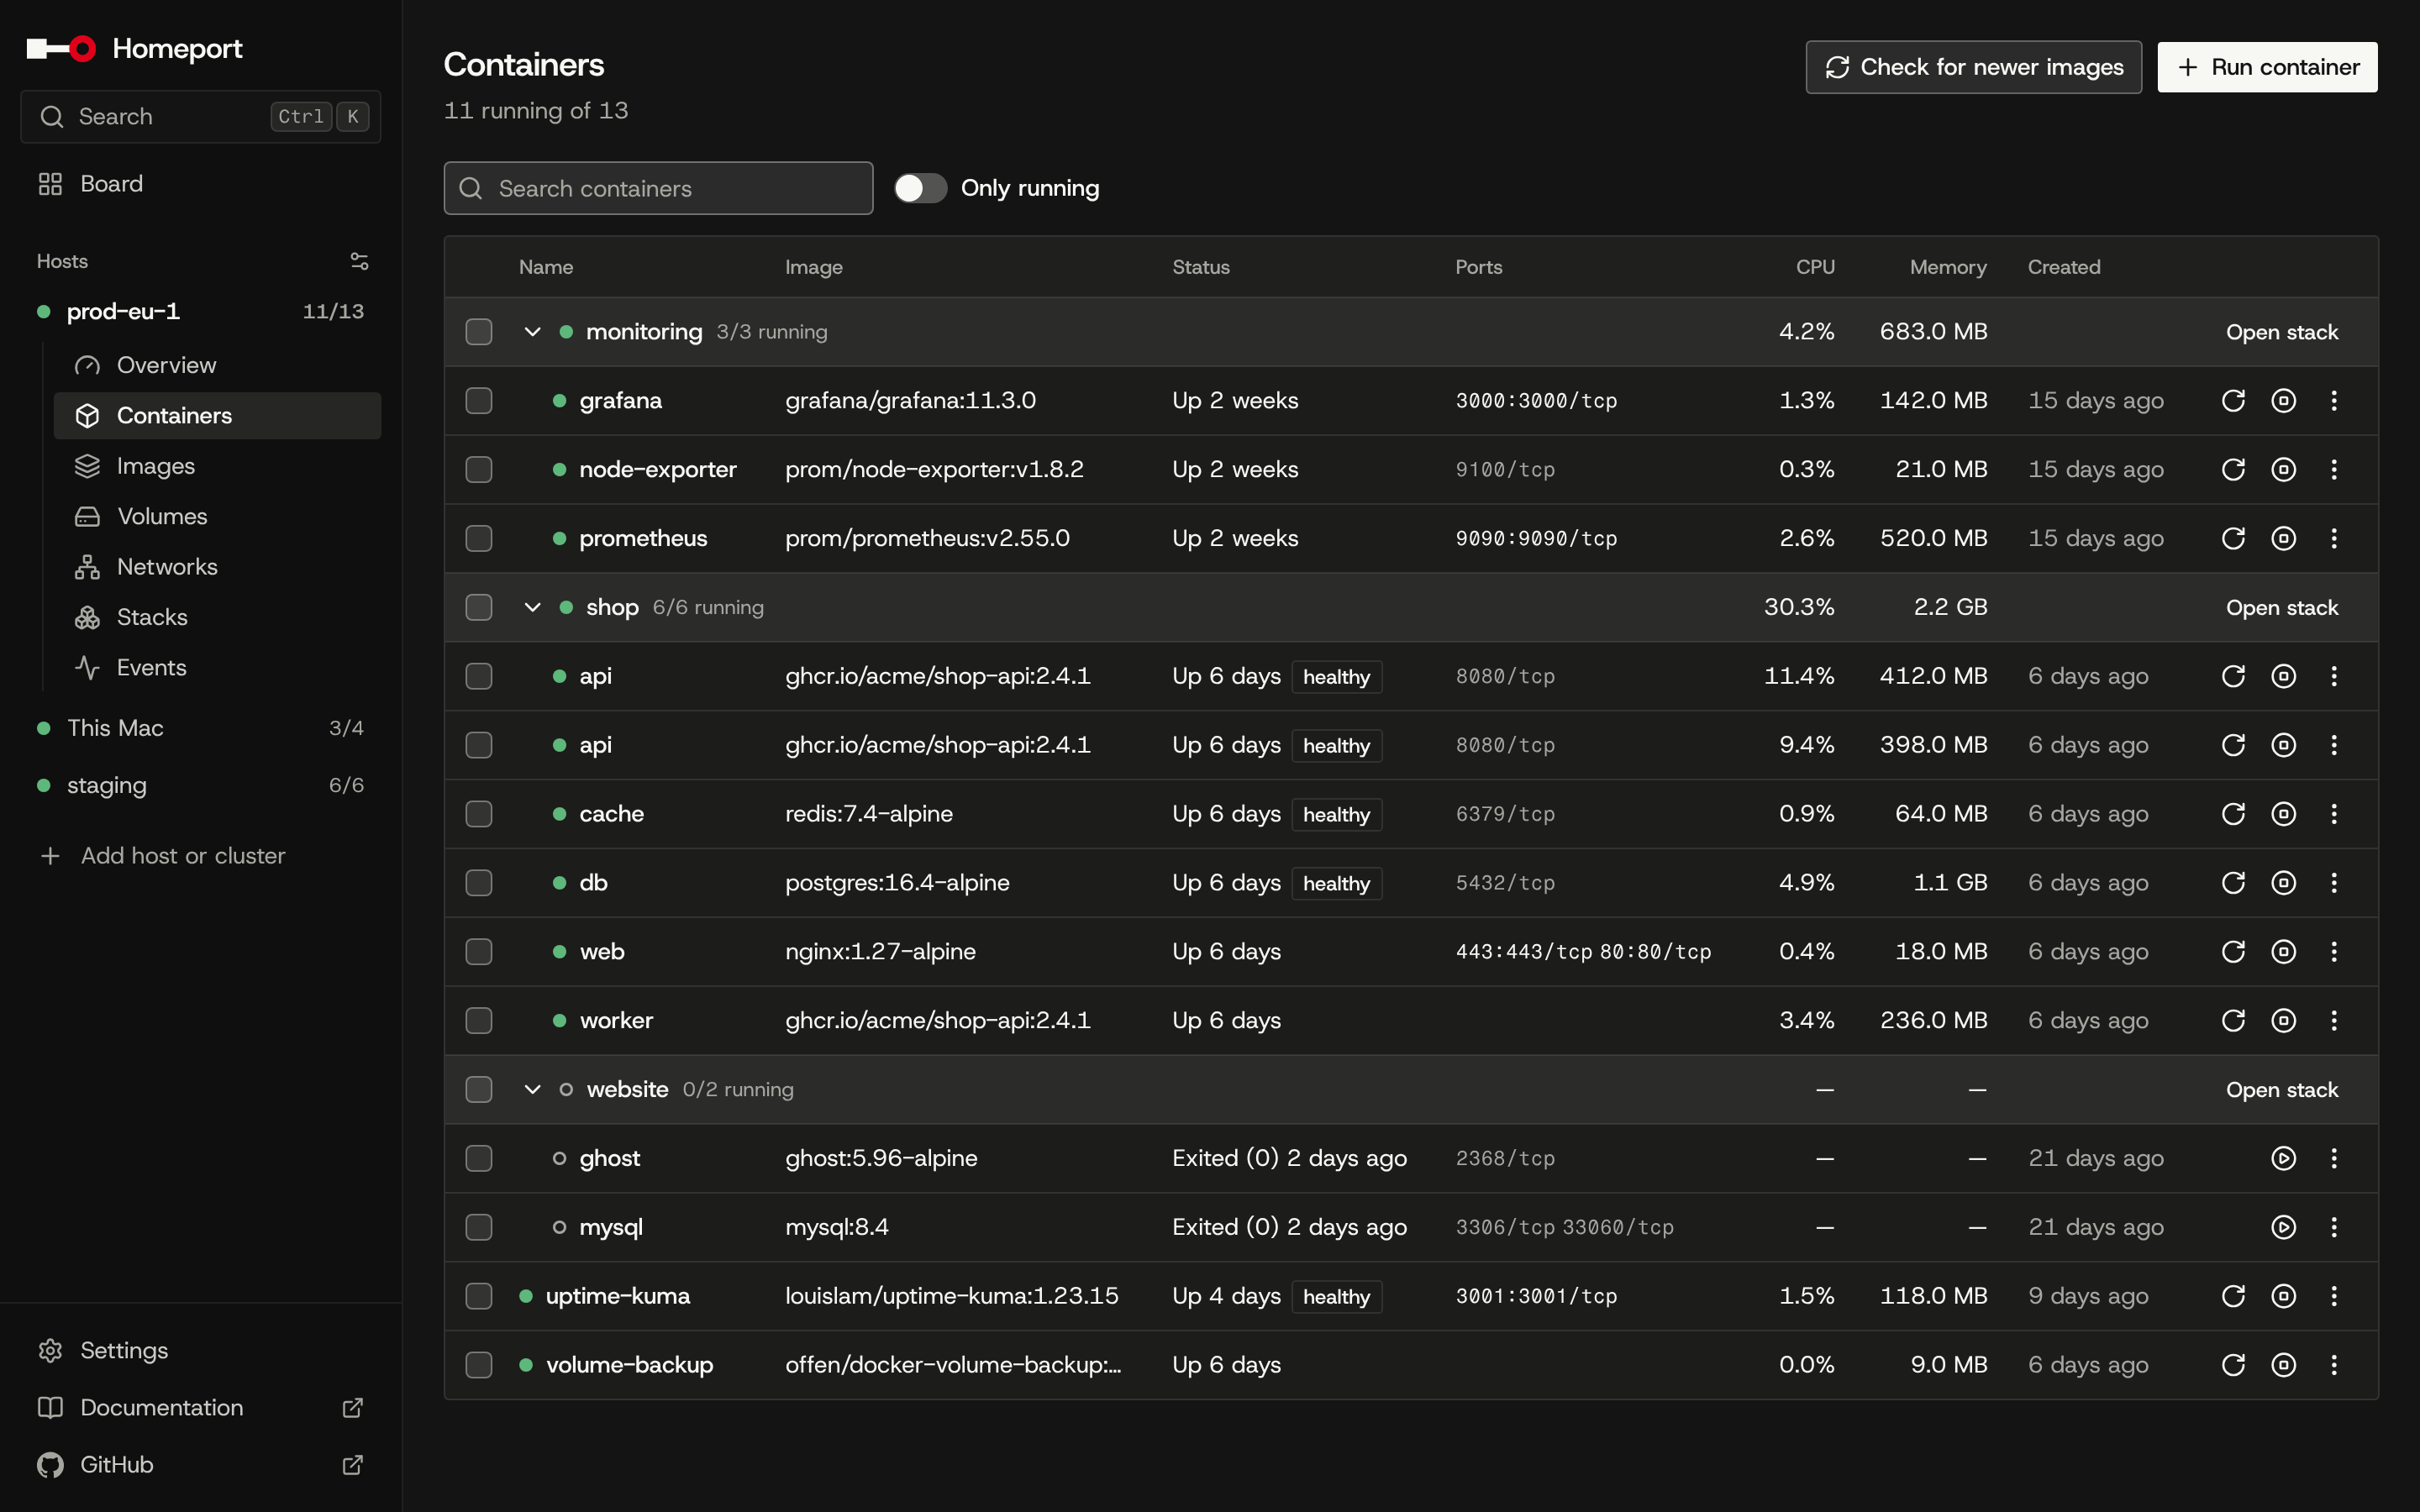 Homeport
Search Ctrl K
Board
Hosts
prod-eu-1 11/13
Overview
Containers
Images
Volumes
Networks
Stacks
Events
This Mac 3/4
staging 6/6
Add host or cluster
Settings
Documentation
GitHub
Containers
11 running of 13
Check for newer images
Run container
Search containers
Only running
Name Image Status Ports CPU Memory Created
monitoring 3/3 running 4.2% 683.0 MB Open stack
grafana grafana/grafana:11.3.0 Up 2 weeks 3000:3000/tcp 1.3% 142.0 MB 15 days ago
node-exporter prom/node-exporter:v1.8.2 Up 2 weeks 9100/tcp 0.3% 21.0 MB 15 days ago
prometheus prom/prometheus:v2.55.0 Up 2 weeks 9090:9090/tcp 2.6% 520.0 MB 15 days ago
shop 6/6 running 30.3% 2.2 GB Open stack
api ghcr.io/acme/shop-api:2.4.1 Up 6 days healthy 8080/tcp 11.4% 412.0 MB 6 days ago
api ghcr.io/acme/shop-api:2.4.1 Up 6 days healthy 8080/tcp 9.4% 398.0 MB 6 days ago
cache redis:7.4-alpine Up 6 days healthy 6379/tcp 0.9% 64.0 MB 6 days ago
db postgres:16.4-alpine Up 6 days healthy 5432/tcp 4.9% 1.1 GB 6 days ago
web nginx:1.27-alpine Up 6 days 443:443/tcp 80:80/tcp 0.4% 18.0 MB 6 days ago
worker ghcr.io/acme/shop-api:2.4.1 Up 6 days 3.4% 236.0 MB 6 days ago
website 0/2 running — — Open stack
ghost ghost:5.96-alpine Exited (0) 2 days ago 2368/tcp — — 21 days ago
mysql mysql:8.4 Exited (0) 2 days ago 3306/tcp 33060/tcp — — 21 days ago
uptime-kuma louislam/uptime-kuma:1.23.15 Up 4 days healthy 3001:3001/tcp 1.5% 118.0 MB 9 days ago
volume-backup offen/docker-volume-backup:... Up 6 days 0.0% 9.0 MB 6 days ago